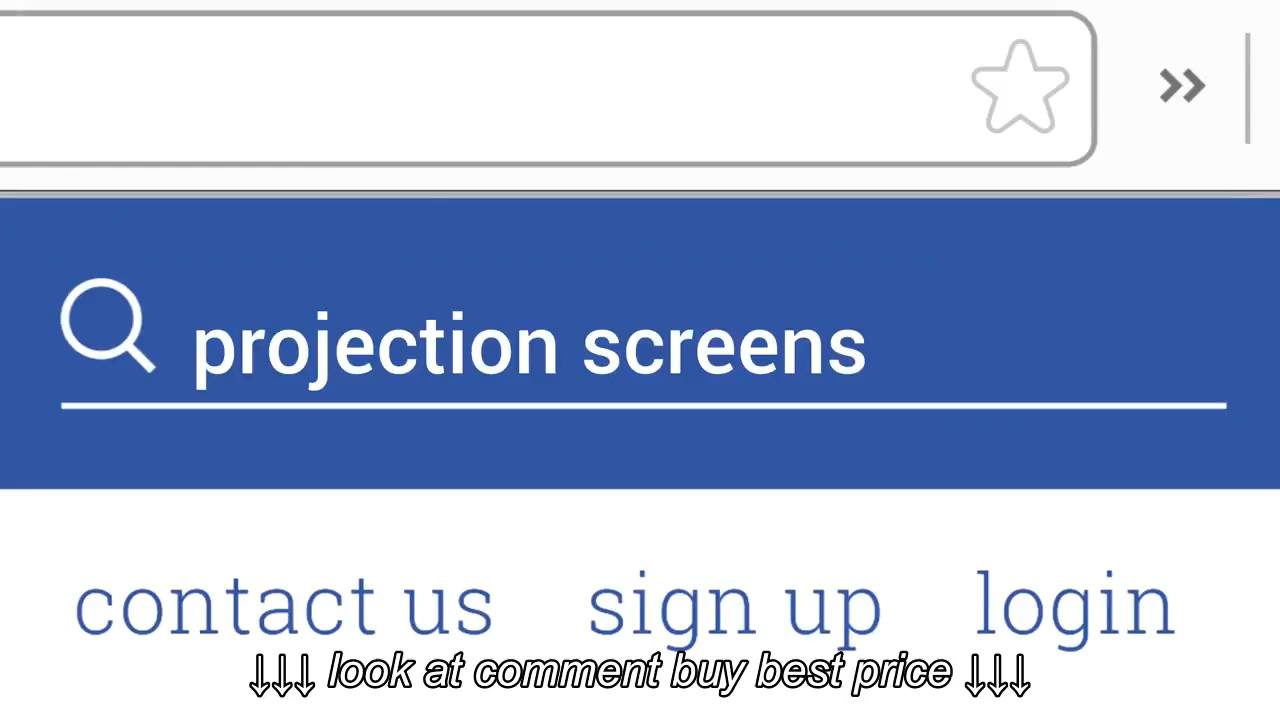 projection screens
contact us sign up login
↓↓↓ look at comment buy best price ↓↓↓